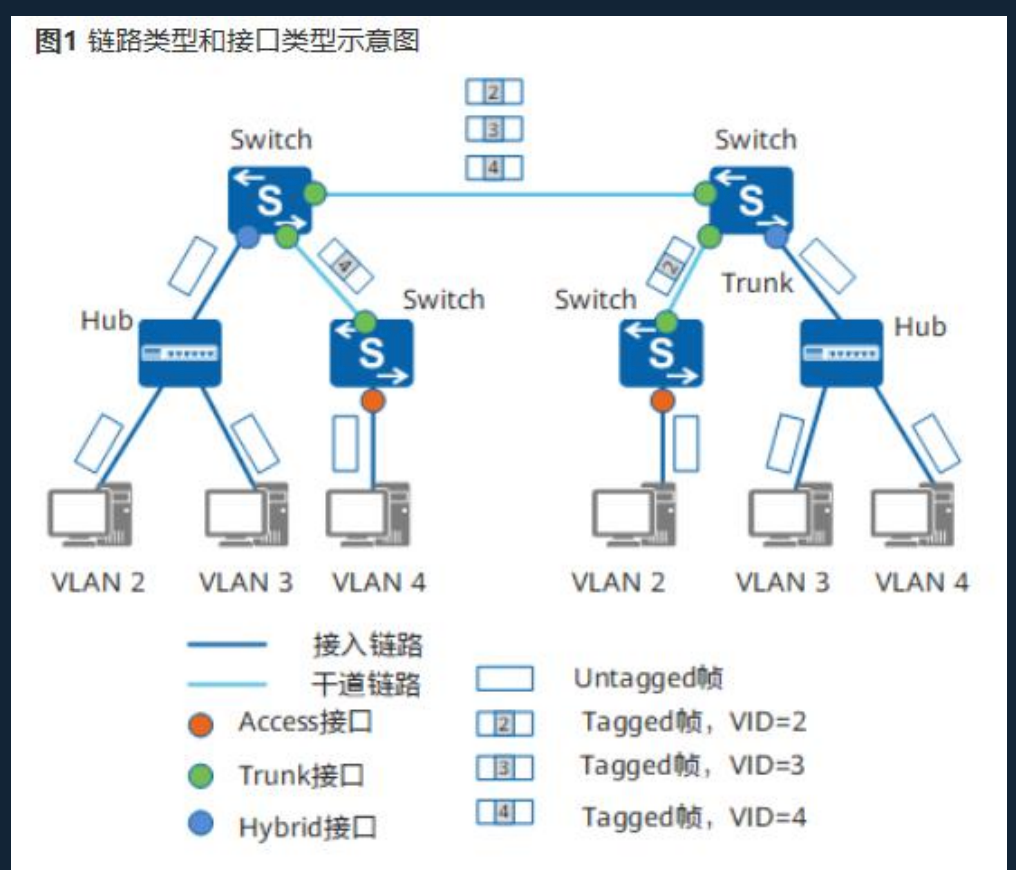 图1 链路类型和接口类型示意图
2
3
4
Switch
Switch
S
S
4
2
Trunk
Switch
Switch
Hub
Hub
S
S
VLAN 2
VLAN 3
VLAN 4
VLAN 2
VLAN 3
VLAN 4
接入链路
干道链路
Access接口
Trunk接口
Hybrid接口
Untagged帧
2 Tagged帧，VID=2
3 Tagged帧，VID=3
4 Tagged帧，VID=4